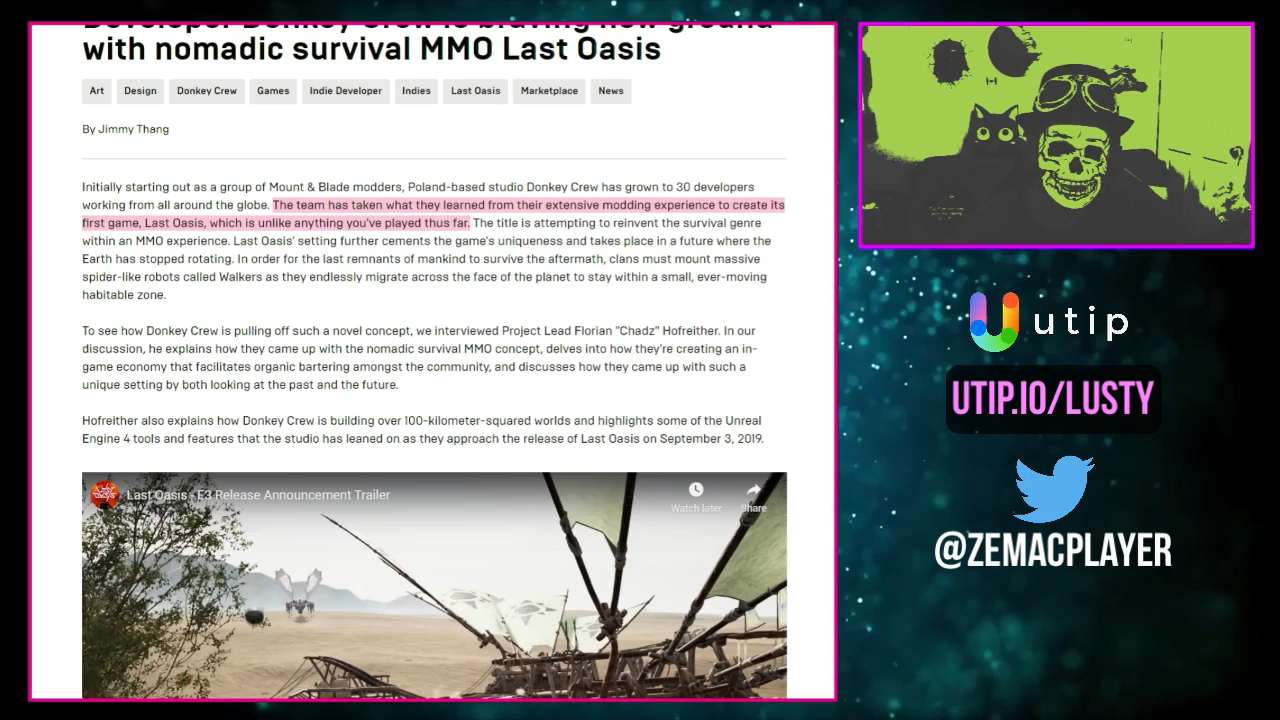 Developer Donkey Crew is braving new ground
with nomadic survival MMO Last Oasis
Art Design Donkey Crew Games Indie Developer Indies Last Oasis Marketplace News
By Jimmy Thang
Initially starting out as a group of Mount & Blade modders, Poland-based studio Donkey Crew has grown to 30 developers
working from all around the globe. The team has taken what they learned from their extensive modding experience to create its
first game, Last Oasis, which is unlike anything you've played thus far. The title is attempting to reinvent the survival genre
within an MMO experience. Last Oasis' setting further cements the game's uniqueness and takes place in a future where the
Earth has stopped rotating. In order for the last remnants of mankind to survive the aftermath, clans must mount massive
spider-like robots called Walkers as they endlessly migrate across the face of the planet to stay within a small, ever-moving
habitable zone.
To see how Donkey Crew is pulling off such a novel concept, we interviewed Project Lead Florian "Chadz" Hofreither. In our
discussion, he explains how they came up with the nomadic survival MMO concept, delves into how they're creating an in-
game economy that facilitates organic bartering amongst the community, and discusses how they came up with such a
unique setting by both looking at the past and the future.
Hofreither also explains how Donkey Crew is building over 100-kilometer-squared worlds and highlights some of the Unreal
Engine 4 tools and features that the studio has leaned on as they approach the release of Last Oasis on September 3, 2019.
Last Oasis - E3 Release Announcement Trailer
Watch later Share
utip
UTIP.IO/LUSTY
@ZEMACPLAYER